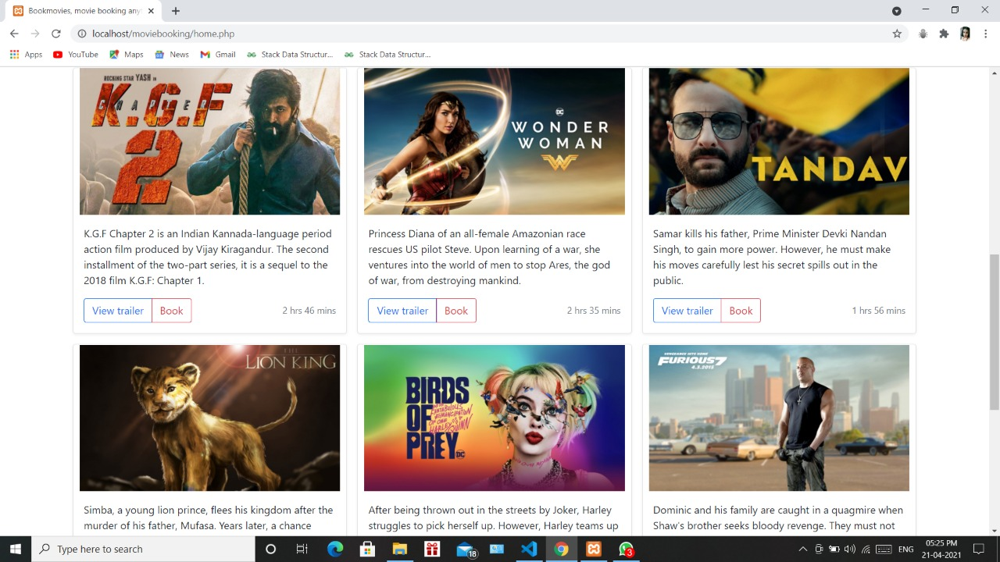 Bookmovies, movie booking any
localhost/moviebooking/home.php
Apps YouTube Maps News Gmail Stack Data Structur... Stack Data Structur...
ROCKING STAR YASH IN
K.G.F
CHAPTER
2
DC
WONDER
WOMAN
TANDAV
K.G.F Chapter 2 is an Indian Kannada-language period
action film produced by Vijay Kiragandur. The second
installment of the two-part series, it is a sequel to the
2018 film K.G.F: Chapter 1.
View trailer Book 2 hrs 46 mins
Princess Diana of an all-female Amazonian race
rescues US pilot Steve. Upon learning of a war, she
ventures into the world of men to stop Ares, the god
of war, from destroying mankind.
View trailer Book 2 hrs 35 mins
Samar kills his father, Prime Minister Devki Nandan
Singh, to gain more power. However, he must make
his moves carefully lest his secret spills out in the
public.
View trailer Book 1 hrs 56 mins
THE
LION KING
BIRDS
OF
PREY
AND THE
FANTABULOUS
EMANCIPATION
OF ONE
HARLEY QUINN
DC
VENGEANCE HITS HOME
FURIOUS 7
4.3.2015
Simba, a young lion prince, flees his kingdom after the
murder of his father, Mufasa. Years later, a chance
After being thrown out in the streets by Joker, Harley
struggles to pick herself up. However, Harley teams up
Dominic and his family are caught in a quagmire when
Shaw's brother seeks bloody revenge. They must not
Type here to search
18
3
ENG
05:25 PM
21-04-2021